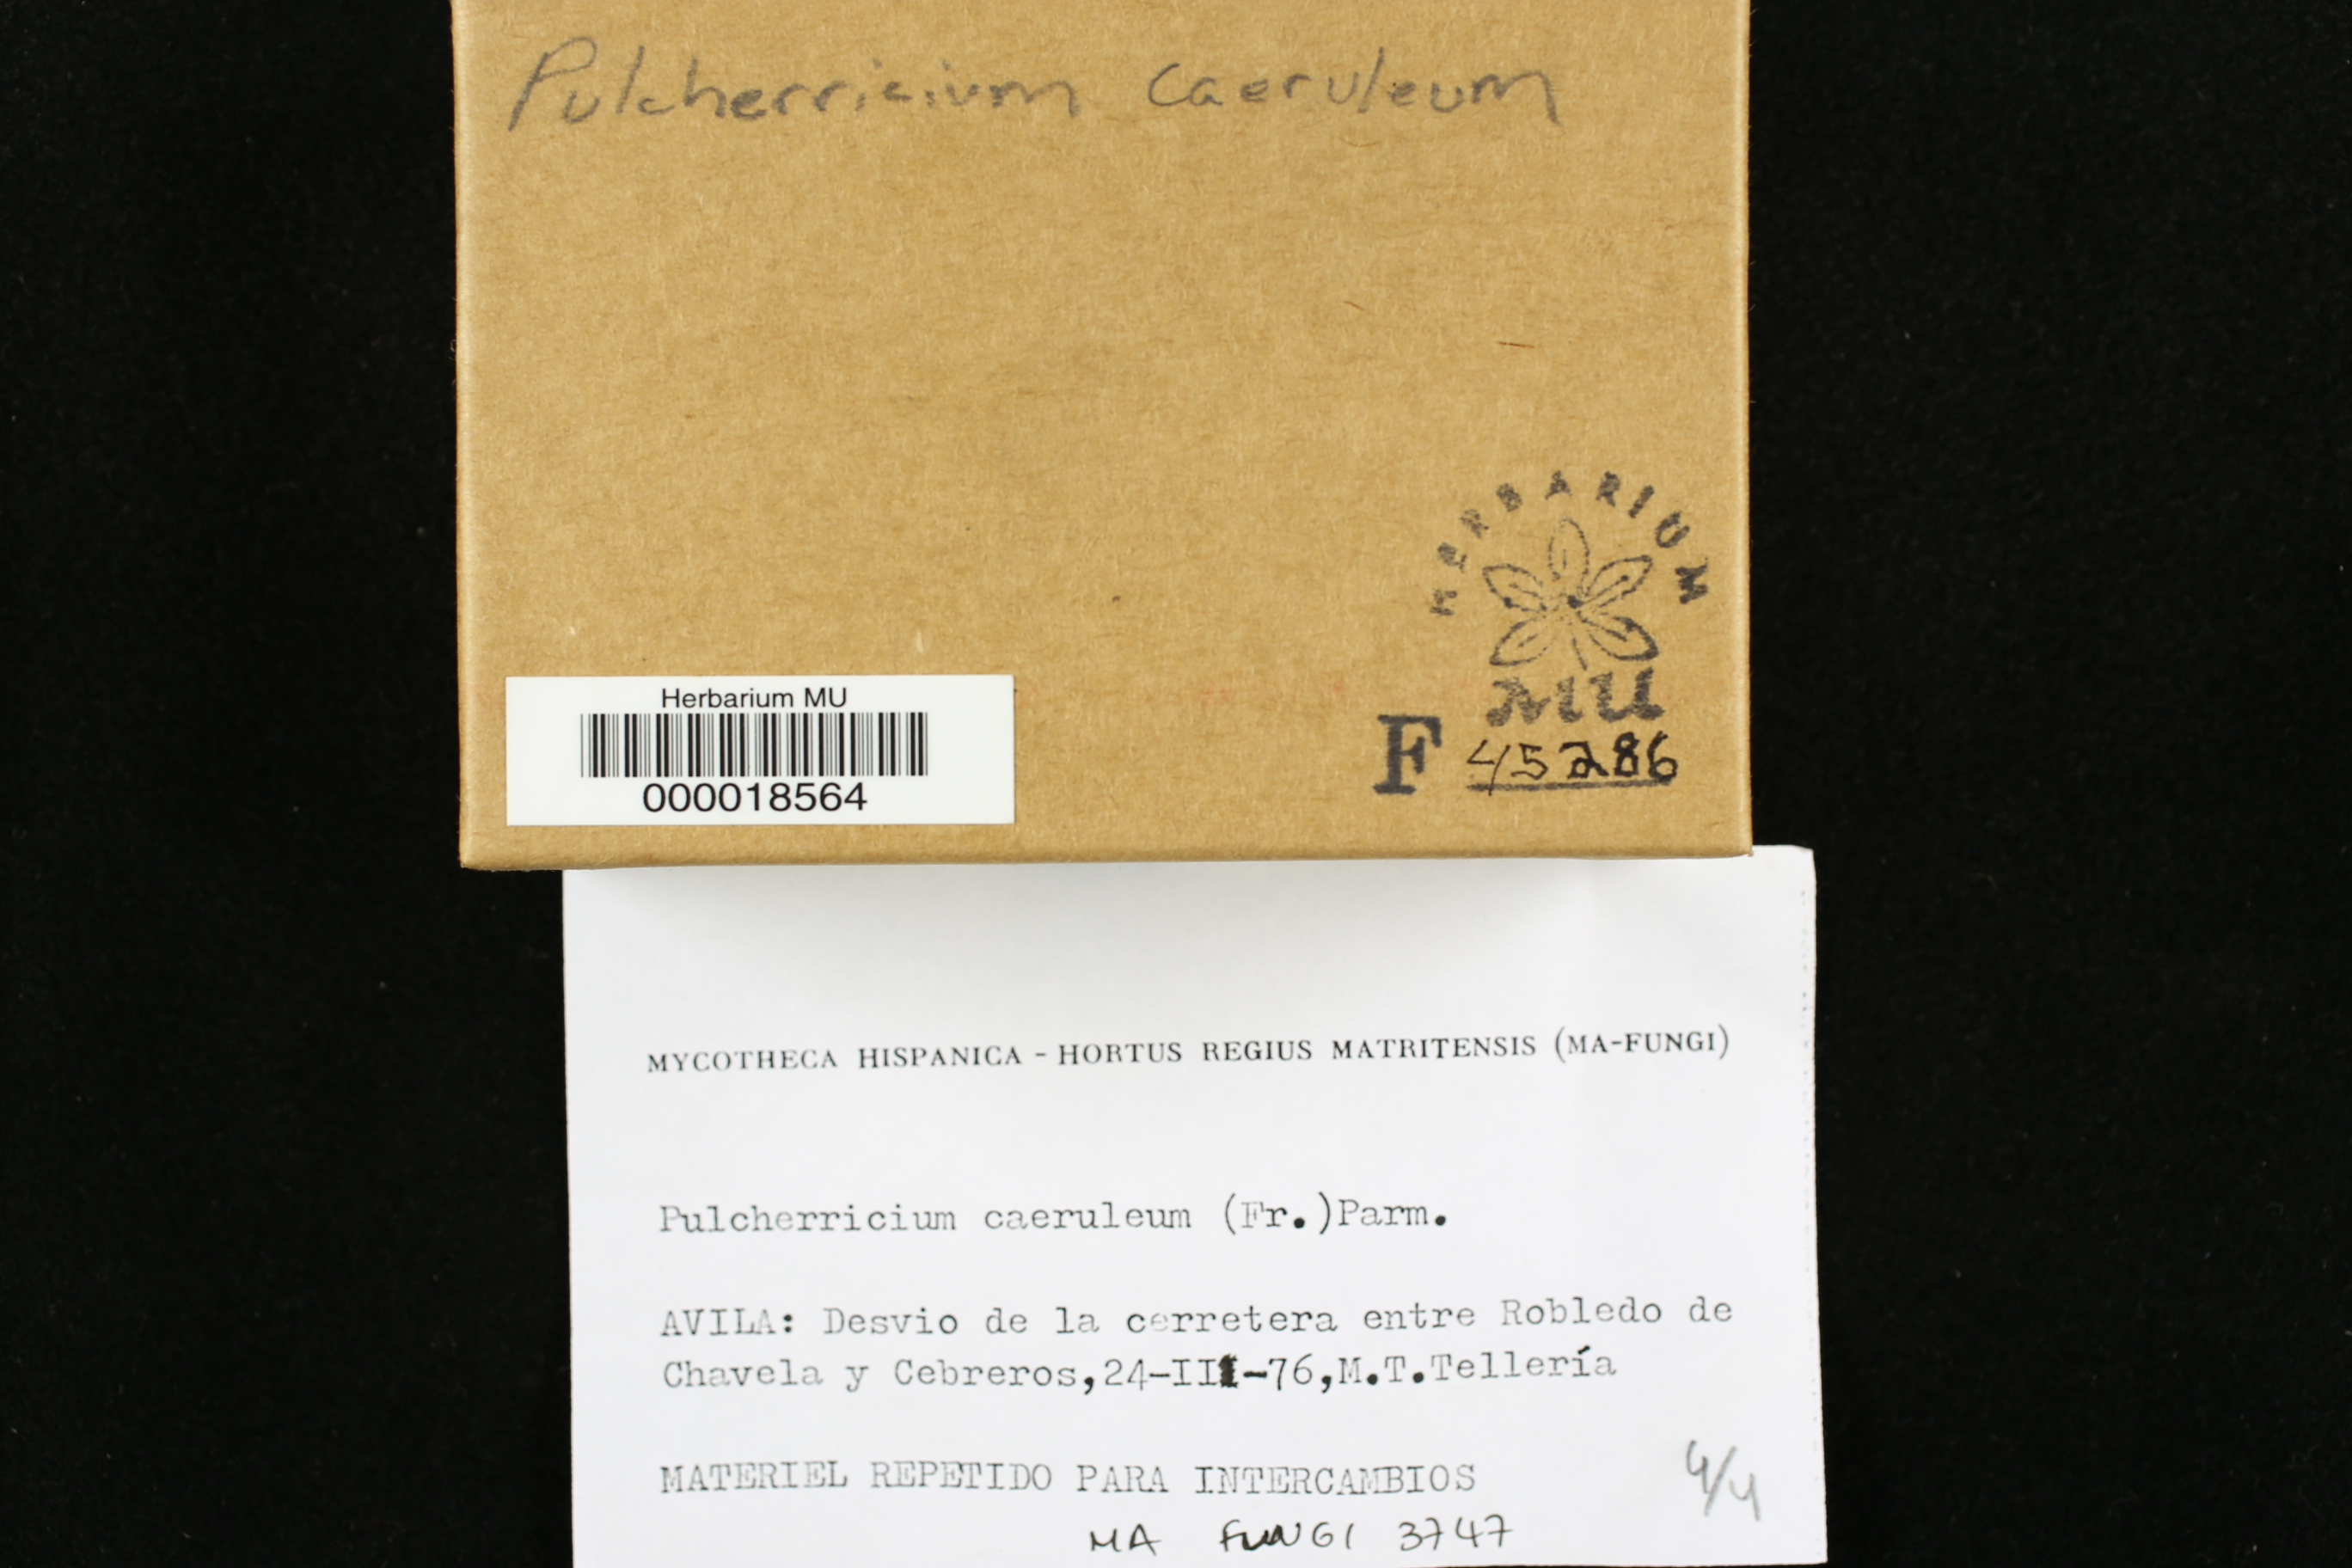 Pulcherricium caeruleum
HERBARIUM
MU
F 45286
Herbarium MU
000018564
MYCOTHECA HISPANICA - HORTUS REGIUS MATRITENSIS (MA-FUNGI)
Pulcherricium caeruleum (Fr.)Parm.
AVILA: Desvio de la cerretera entre Robledo de
Chavela y Cebreros,24-III-76,M.T.Tellería
MATERIEL REPETIDO PARA INTERCAMBIOS
4/4
MA FUNGI 3747